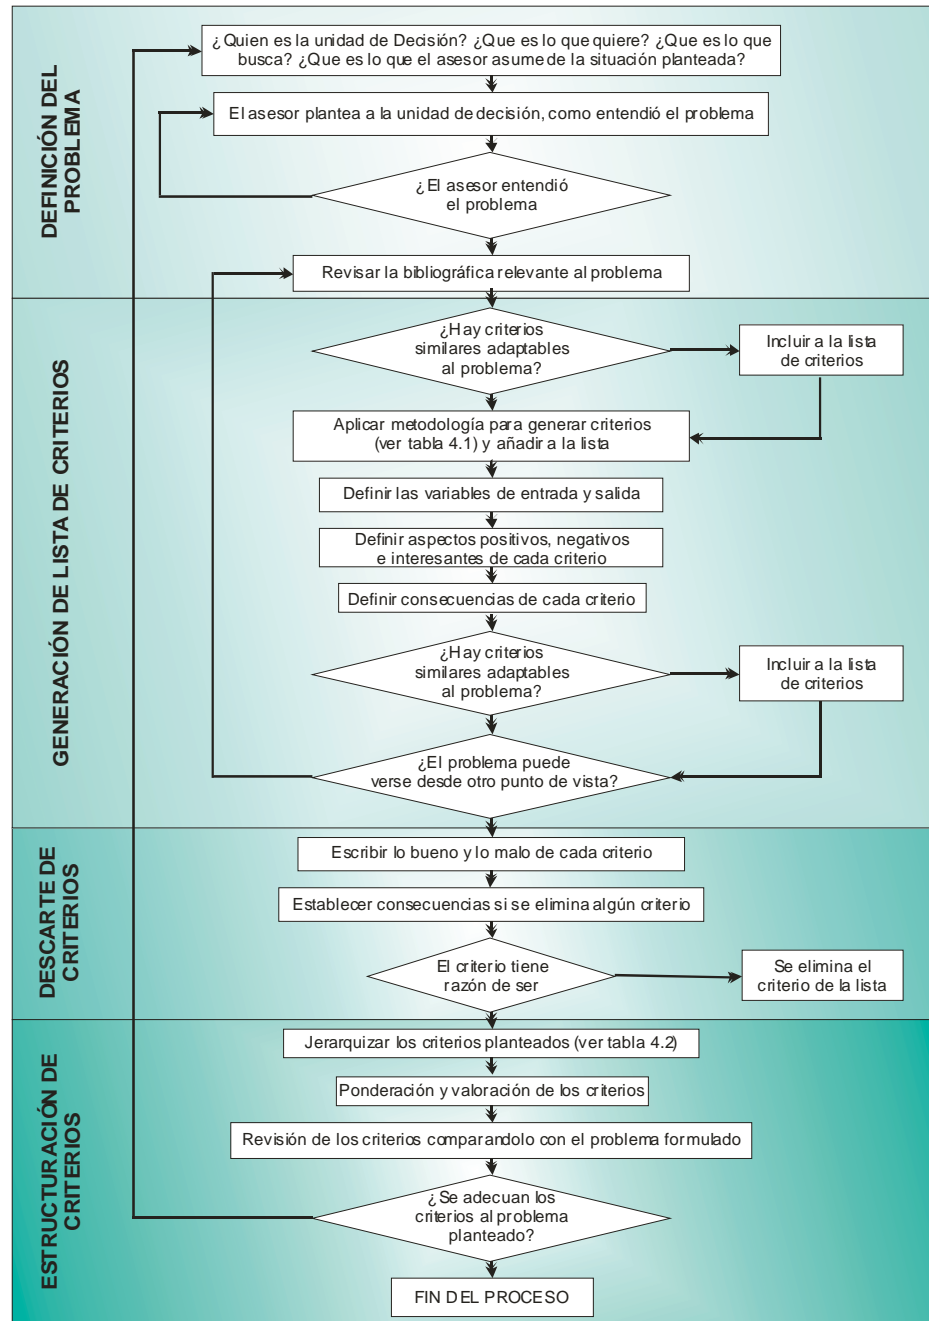 DEFINICIÓN DEL
PROBLEMA
¿Quien es la unidad de Decisión? ¿Que es lo que quiere? ¿Que es lo que
busca? ¿Que es lo que el asesor asume de la situación planteada?
El asesor plantea a la unidad de decisión, como entendió el problema
¿El asesor entendió
el problema
Revisar la bibliográfica relevante al problema
GENERACIÓN DE LISTA DE CRITERIOS
¿Hay criterios
similares adaptables
al problema?
Incluir a la lista
de criterios
Aplicar metodología para generar criterios
(ver tabla 4.1) y añadir a la lista
Definir las variables de entrada y salida
Definir aspectos positivos, negativos
e interesantes de cada criterio
Definir consecuencias de cada criterio
¿Hay criterios
similares adaptables
al problema?
Incluir a la lista
de criterios
¿El problema puede
verse desde otro punto de vista?
DESCARTE DE
CRITERIOS
Escribir lo bueno y lo malo de cada criterio
Establecer consecuencias si se elimina algún criterio
El criterio tiene
razón de ser
Se elimina el
criterio de la lista
ESTRUCTURACIÓN DE
CRITERIOS
Jerarquizar los criterios planteados (ver tabla 4.2)
Ponderación y valoración de los criterios
Revisión de los criterios comparandolo con el problema formulado
¿Se adecuan los
criterios al problema
planteado?
FIN DEL PROCESO